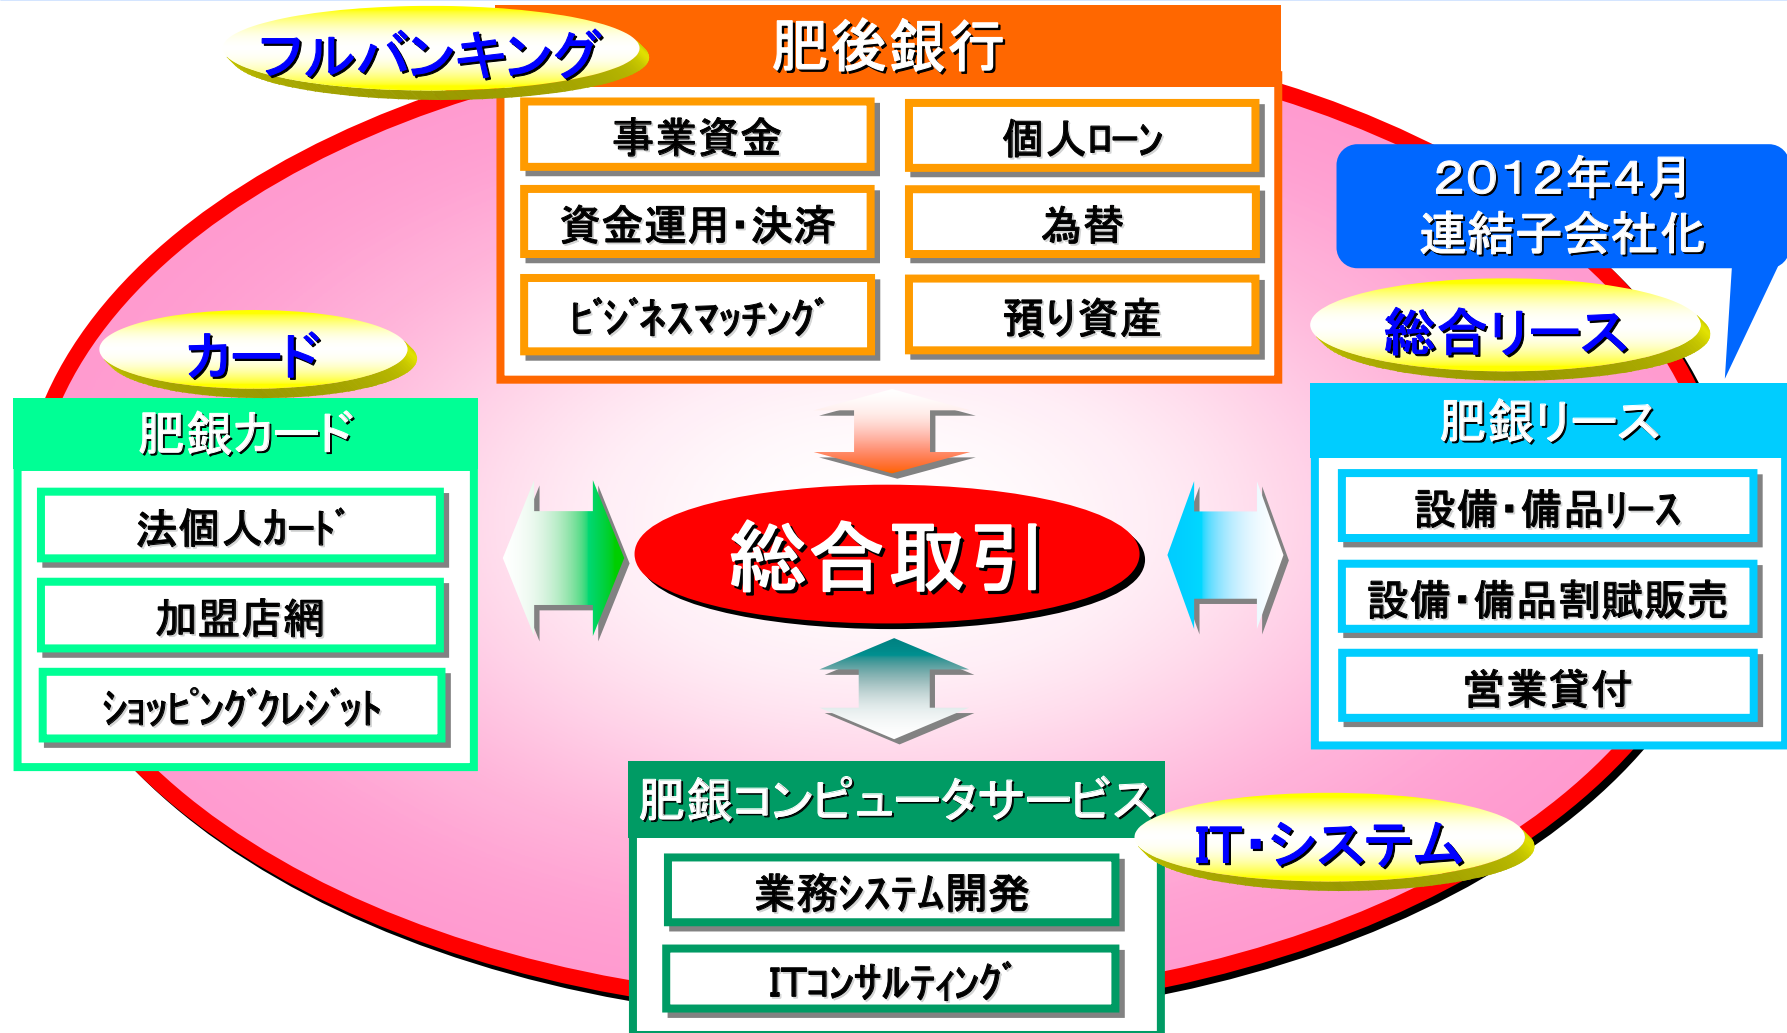 フルバンキング
肥後銀行
事業資金
個人ローン
資金運用・決済
為替
ﾋﾞｼﾞﾈｽﾏｯﾁﾝｸﾞ
預り資産
2012年4月
連結子会社化
カード
肥銀カード
法個人ｶｰﾄﾞ
加盟店網
ｼｮｯﾋﾟﾝｸﾞｸﾚｼﾞｯﾄ
総合取引
総合リース
肥銀リース
設備・備品ﾘｰｽ
設備・備品割賦販売
営業貸付
肥銀コンピュータサービス
IT・システム
業務ｼｽﾃﾑ開発
ITｺﾝｻﾙﾃｨﾝｸﾞ